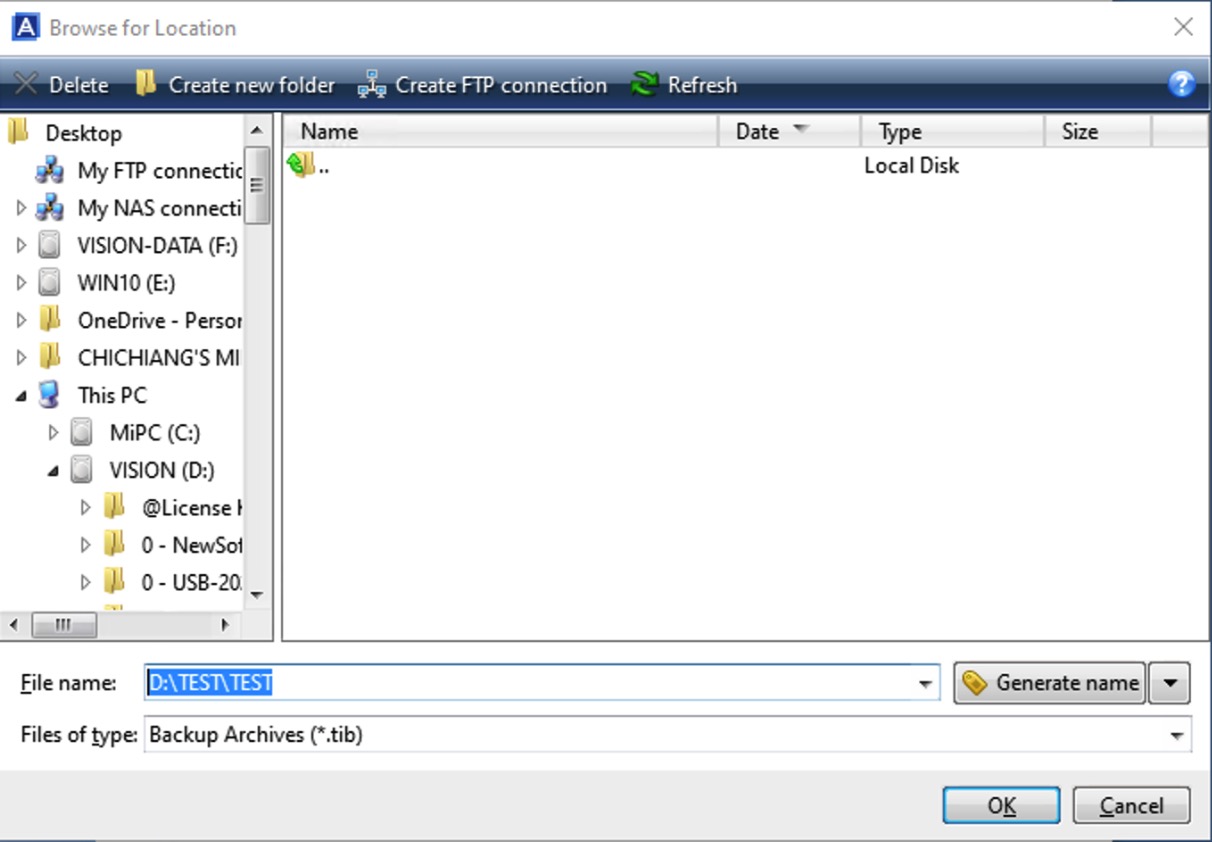 A Browse for Location
Delete Create new folder Create FTP connection Refresh ?
Desktop
My FTP connectic
My NAS connecti
VISION-DATA (F:)
WIN10 (E:)
OneDrive - Person
CHICHIANG'S MI
This PC
MiPC (C:)
VISION (D:)
@License
0 - NewSof
0 - USB-20
Name Date Type Size
.. Local Disk
File name: D:\TEST\TEST Generate name
Files of type: Backup Archives (*.tib)
OK Cancel